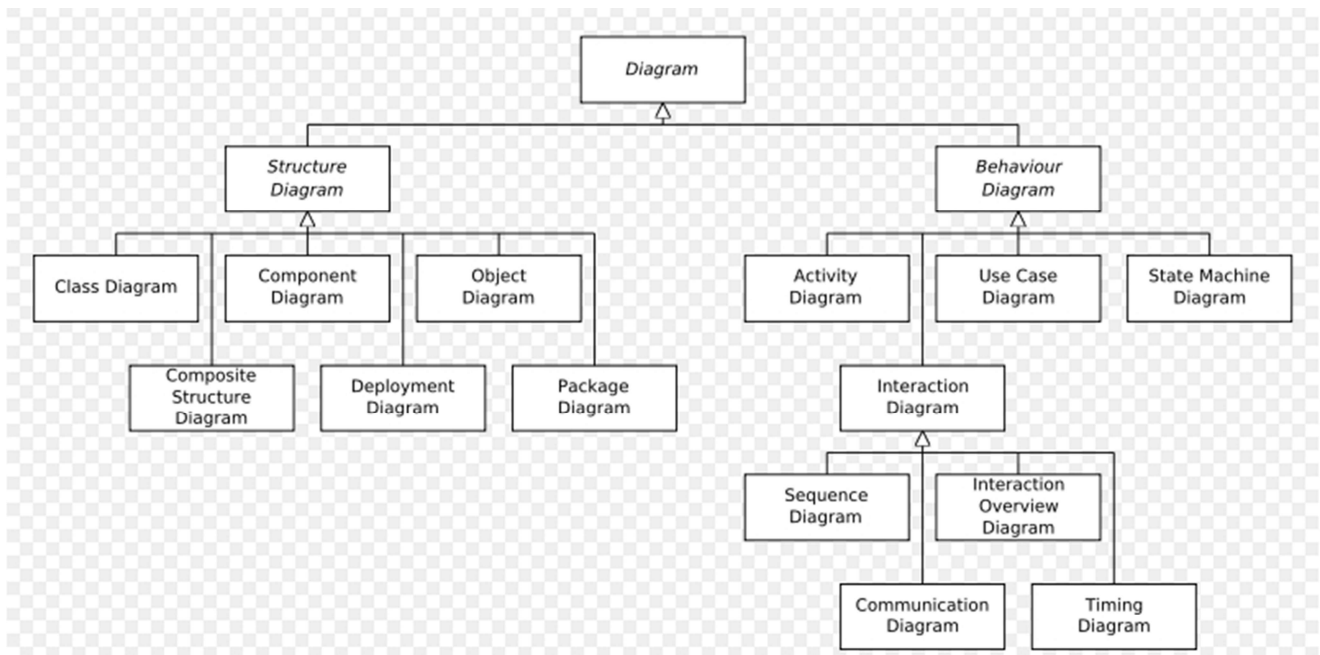 Diagram
Structure
Diagram
Behaviour
Diagram
Class Diagram
Component
Diagram
Object
Diagram
Activity
Diagram
Use Case
Diagram
State Machine
Diagram
Composite
Structure
Diagram
Deployment
Diagram
Package
Diagram
Interaction
Diagram
Sequence
Diagram
Interaction
Overview
Diagram
Communication
Diagram
Timing
Diagram